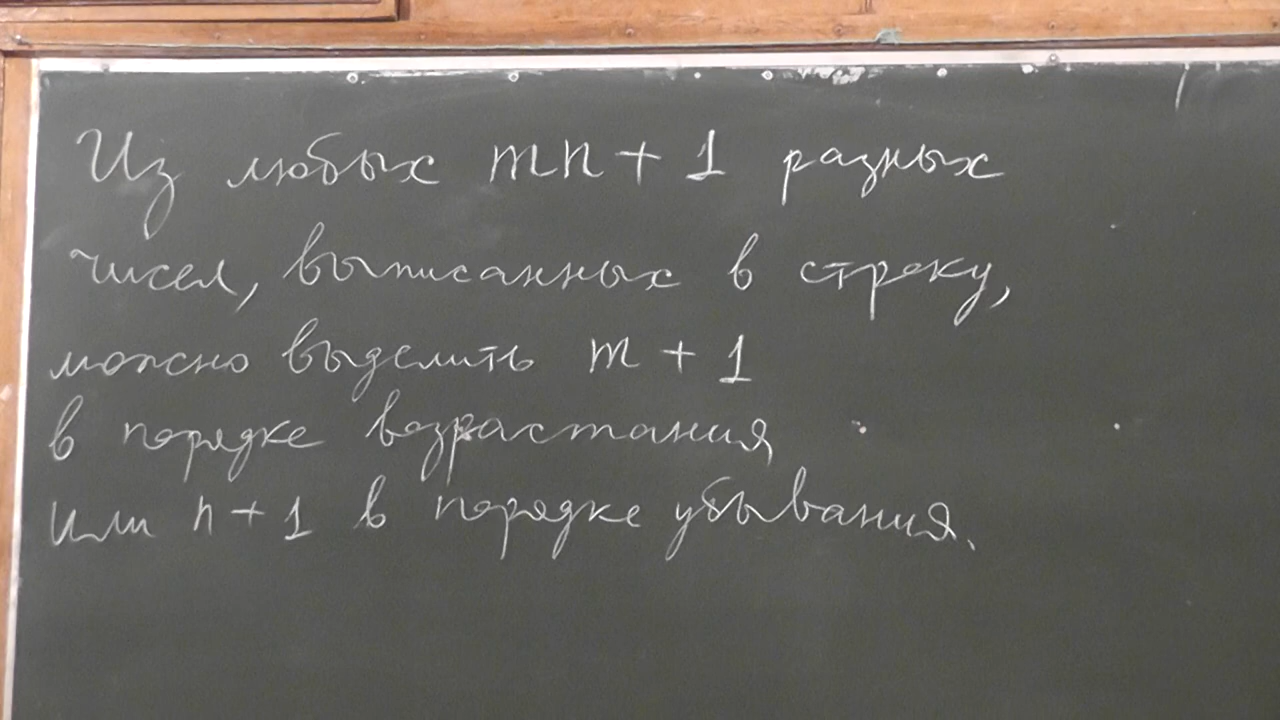 Из любых mn + 1 разных
чисел, выписанных в строку,
можно выделить m + 1
в порядке возрастания
или n + 1 в порядке убывания.